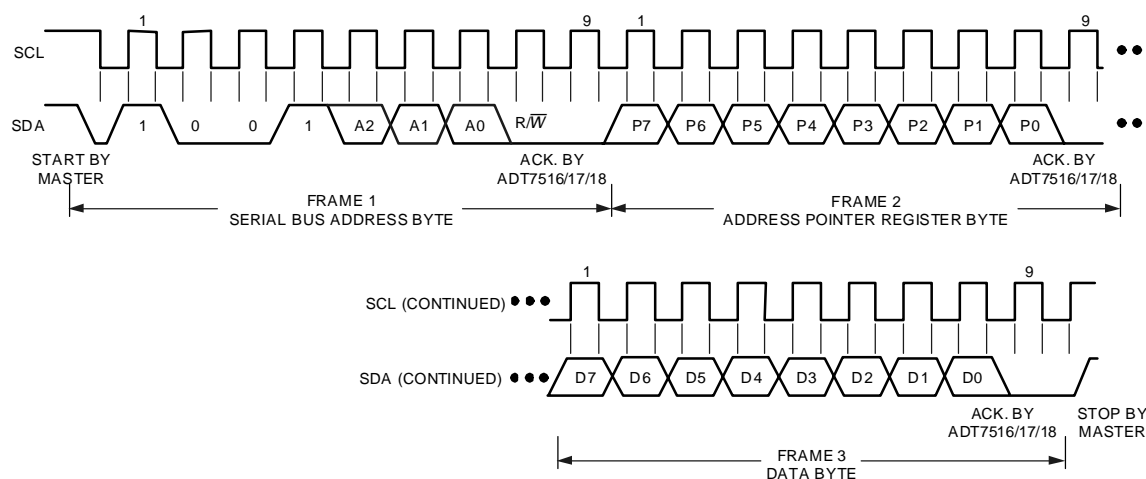 1 9 1 9
SCL
SDA 1 0 0 1 A2 A1 A0 R/W̅ P7 P6 P5 P4 P3 P2 P1 P0
START BY
MASTER
ACK. BY
ADT7516/17/18
ACK. BY
ADT7516/17/18
FRAME 1
SERIAL BUS ADDRESS BYTE
FRAME 2
ADDRESS POINTER REGISTER BYTE
1 9
SCL (CONTINUED)
SDA (CONTINUED) D7 D6 D5 D4 D3 D2 D1 D0
ACK. BY
ADT7516/17/18
STOP BY
MASTER
FRAME 3
DATA BYTE